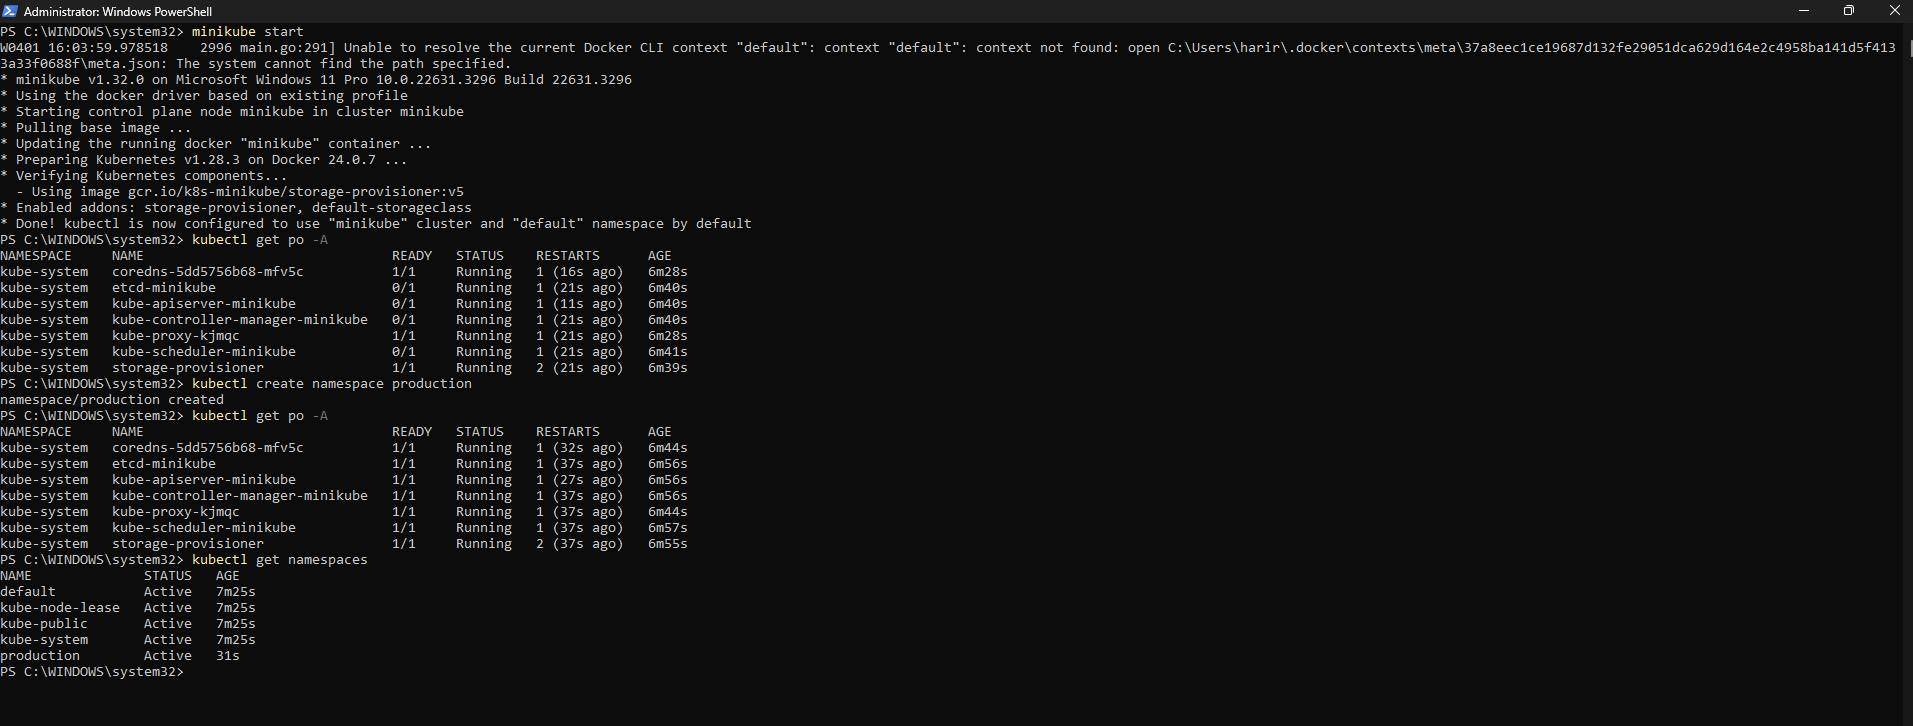 Administrator: Windows PowerShell
PS C:\WINDOWS\system32> minikube start
W0401 16:03:59.978518    2996 main.go:291] Unable to resolve the current Docker CLI context "default": context "default": context not found: open C:\Users\harir\.docker\contexts\meta\37a8eec1ce19687d132fe29051dca629d164e2c4958ba141d5f413
3a33f0688f\meta.json: The system cannot find the path specified.
* minikube v1.32.0 on Microsoft Windows 11 Pro 10.0.22631.3296 Build 22631.3296
* Using the docker driver based on existing profile
* Starting control plane node minikube in cluster minikube
* Pulling base image ...
* Updating the running docker "minikube" container ...
* Preparing Kubernetes v1.28.3 on Docker 24.0.7 ...
* Verifying Kubernetes components...
  - Using image gcr.io/k8s-minikube/storage-provisioner:v5
* Enabled addons: storage-provisioner, default-storageclass
* Done! kubectl is now configured to use "minikube" cluster and "default" namespace by default
PS C:\WINDOWS\system32> kubectl get po -A
NAMESPACE     NAME                               READY   STATUS    RESTARTS      AGE
kube-system   coredns-5dd5756b68-mfv5c           1/1     Running   1 (16s ago)   6m28s
kube-system   etcd-minikube                      0/1     Running   1 (21s ago)   6m40s
kube-system   kube-apiserver-minikube            0/1     Running   1 (11s ago)   6m40s
kube-system   kube-controller-manager-minikube   0/1     Running   1 (21s ago)   6m40s
kube-system   kube-proxy-kjmqc                   1/1     Running   1 (21s ago)   6m28s
kube-system   kube-scheduler-minikube            0/1     Running   1 (21s ago)   6m41s
kube-system   storage-provisioner                1/1     Running   2 (21s ago)   6m39s
PS C:\WINDOWS\system32> kubectl create namespace production
namespace/production created
PS C:\WINDOWS\system32> kubectl get po -A
NAMESPACE     NAME                               READY   STATUS    RESTARTS      AGE
kube-system   coredns-5dd5756b68-mfv5c           1/1     Running   1 (32s ago)   6m44s
kube-system   etcd-minikube                      1/1     Running   1 (37s ago)   6m56s
kube-system   kube-apiserver-minikube            1/1     Running   1 (27s ago)   6m56s
kube-system   kube-controller-manager-minikube   1/1     Running   1 (37s ago)   6m56s
kube-system   kube-proxy-kjmqc                   1/1     Running   1 (37s ago)   6m44s
kube-system   kube-scheduler-minikube            1/1     Running   1 (37s ago)   6m57s
kube-system   storage-provisioner                1/1     Running   2 (37s ago)   6m55s
PS C:\WINDOWS\system32> kubectl get namespaces
NAME              STATUS   AGE
default           Active   7m25s
kube-node-lease   Active   7m25s
kube-public       Active   7m25s
kube-system       Active   7m25s
production        Active   31s
PS C:\WINDOWS\system32>